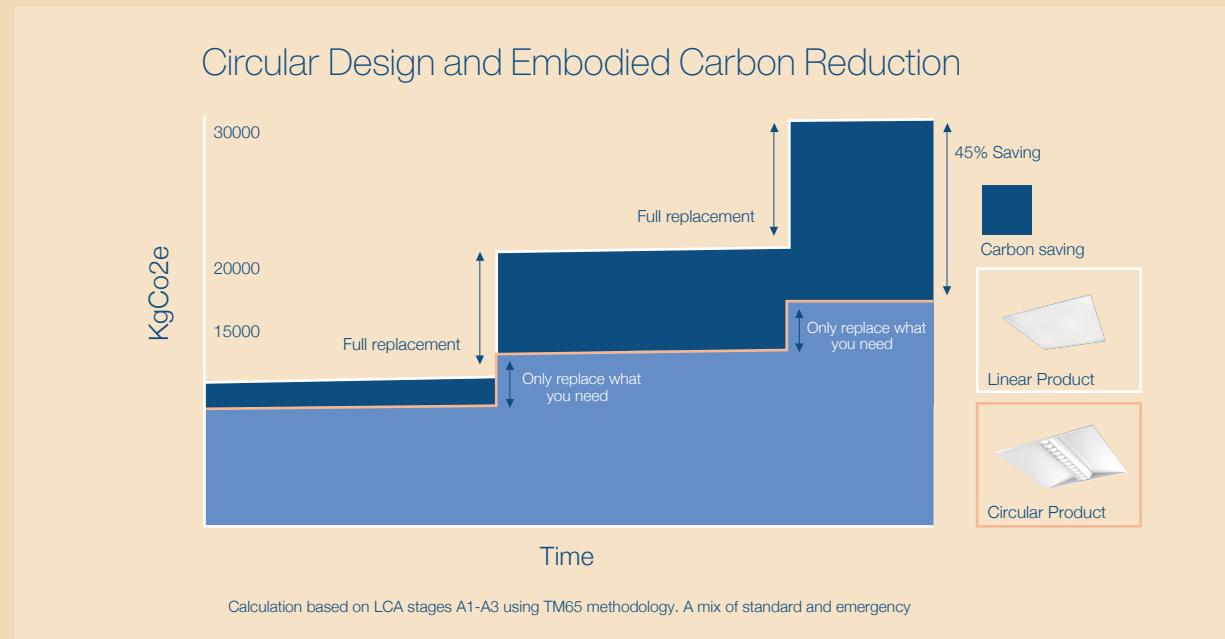 Circular Design and Embodied Carbon Reduction
30000
45% Saving
Full replacement
Carbon saving
KgCo2e
20000
15000
Only replace what
you need
Full replacement
Only replace what
you need
Linear Product
Circular Product
Time
Calculation based on LCA stages A1-A3 using TM65 methodology. A mix of standard and emergency